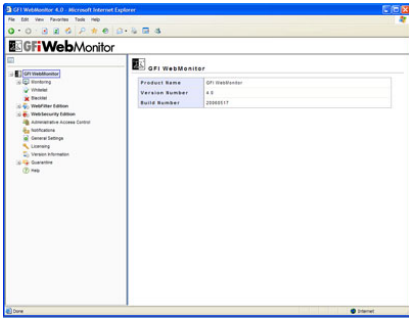 GFI WebMonitor 4.0 - Microsoft Internet Explorer
File Edit View Favorites Tools Help
GFiWebMonitor
GFI WebMonitor
Monitoring
Whitelist
Blacklist
WebFilter Edition
WebSecurity Edition
Administrative Access Control
Notifications
General Settings
Licensing
Version Information
Quarantine
Help
GFI WebMonitor
Product Name GFI WebMonitor
Version Number 4.0
Build Number 20080517
Done Internet